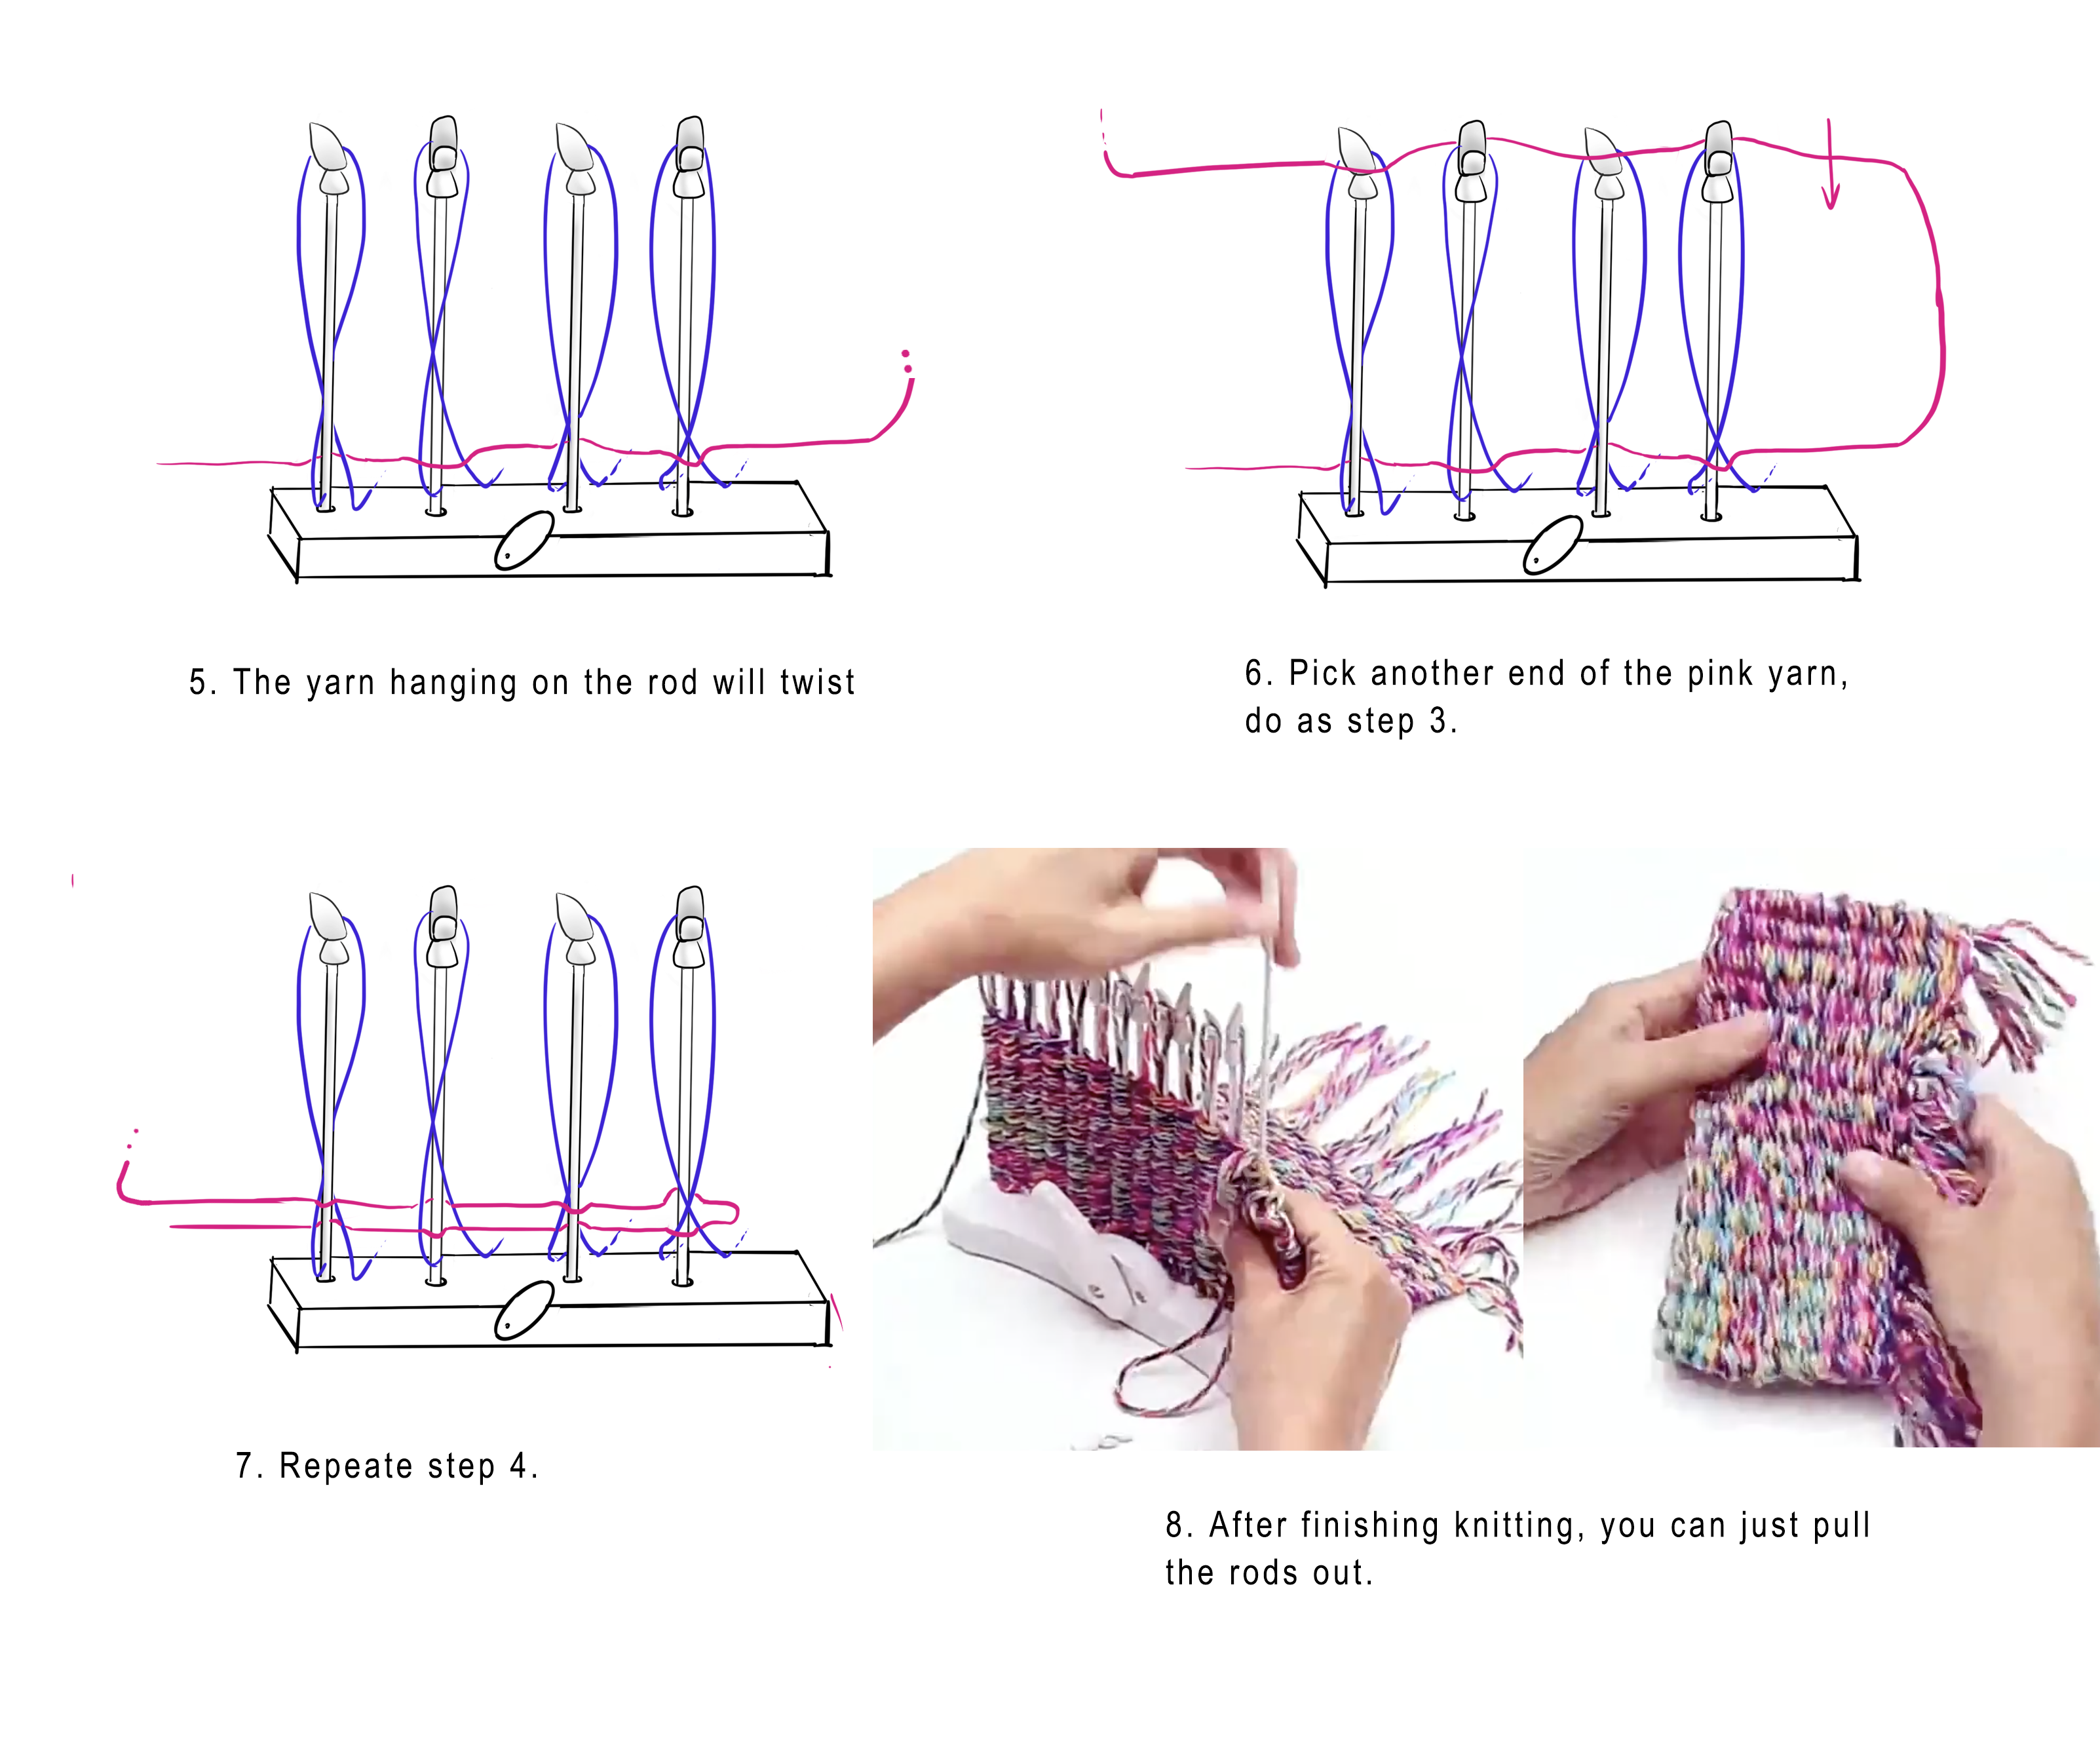 5. The yarn hanging on the rod will twist
6. Pick another end of the pink yarn,
do as step 3.
7. Repeate step 4.
8. After finishing knitting, you can just pull
the rods out.